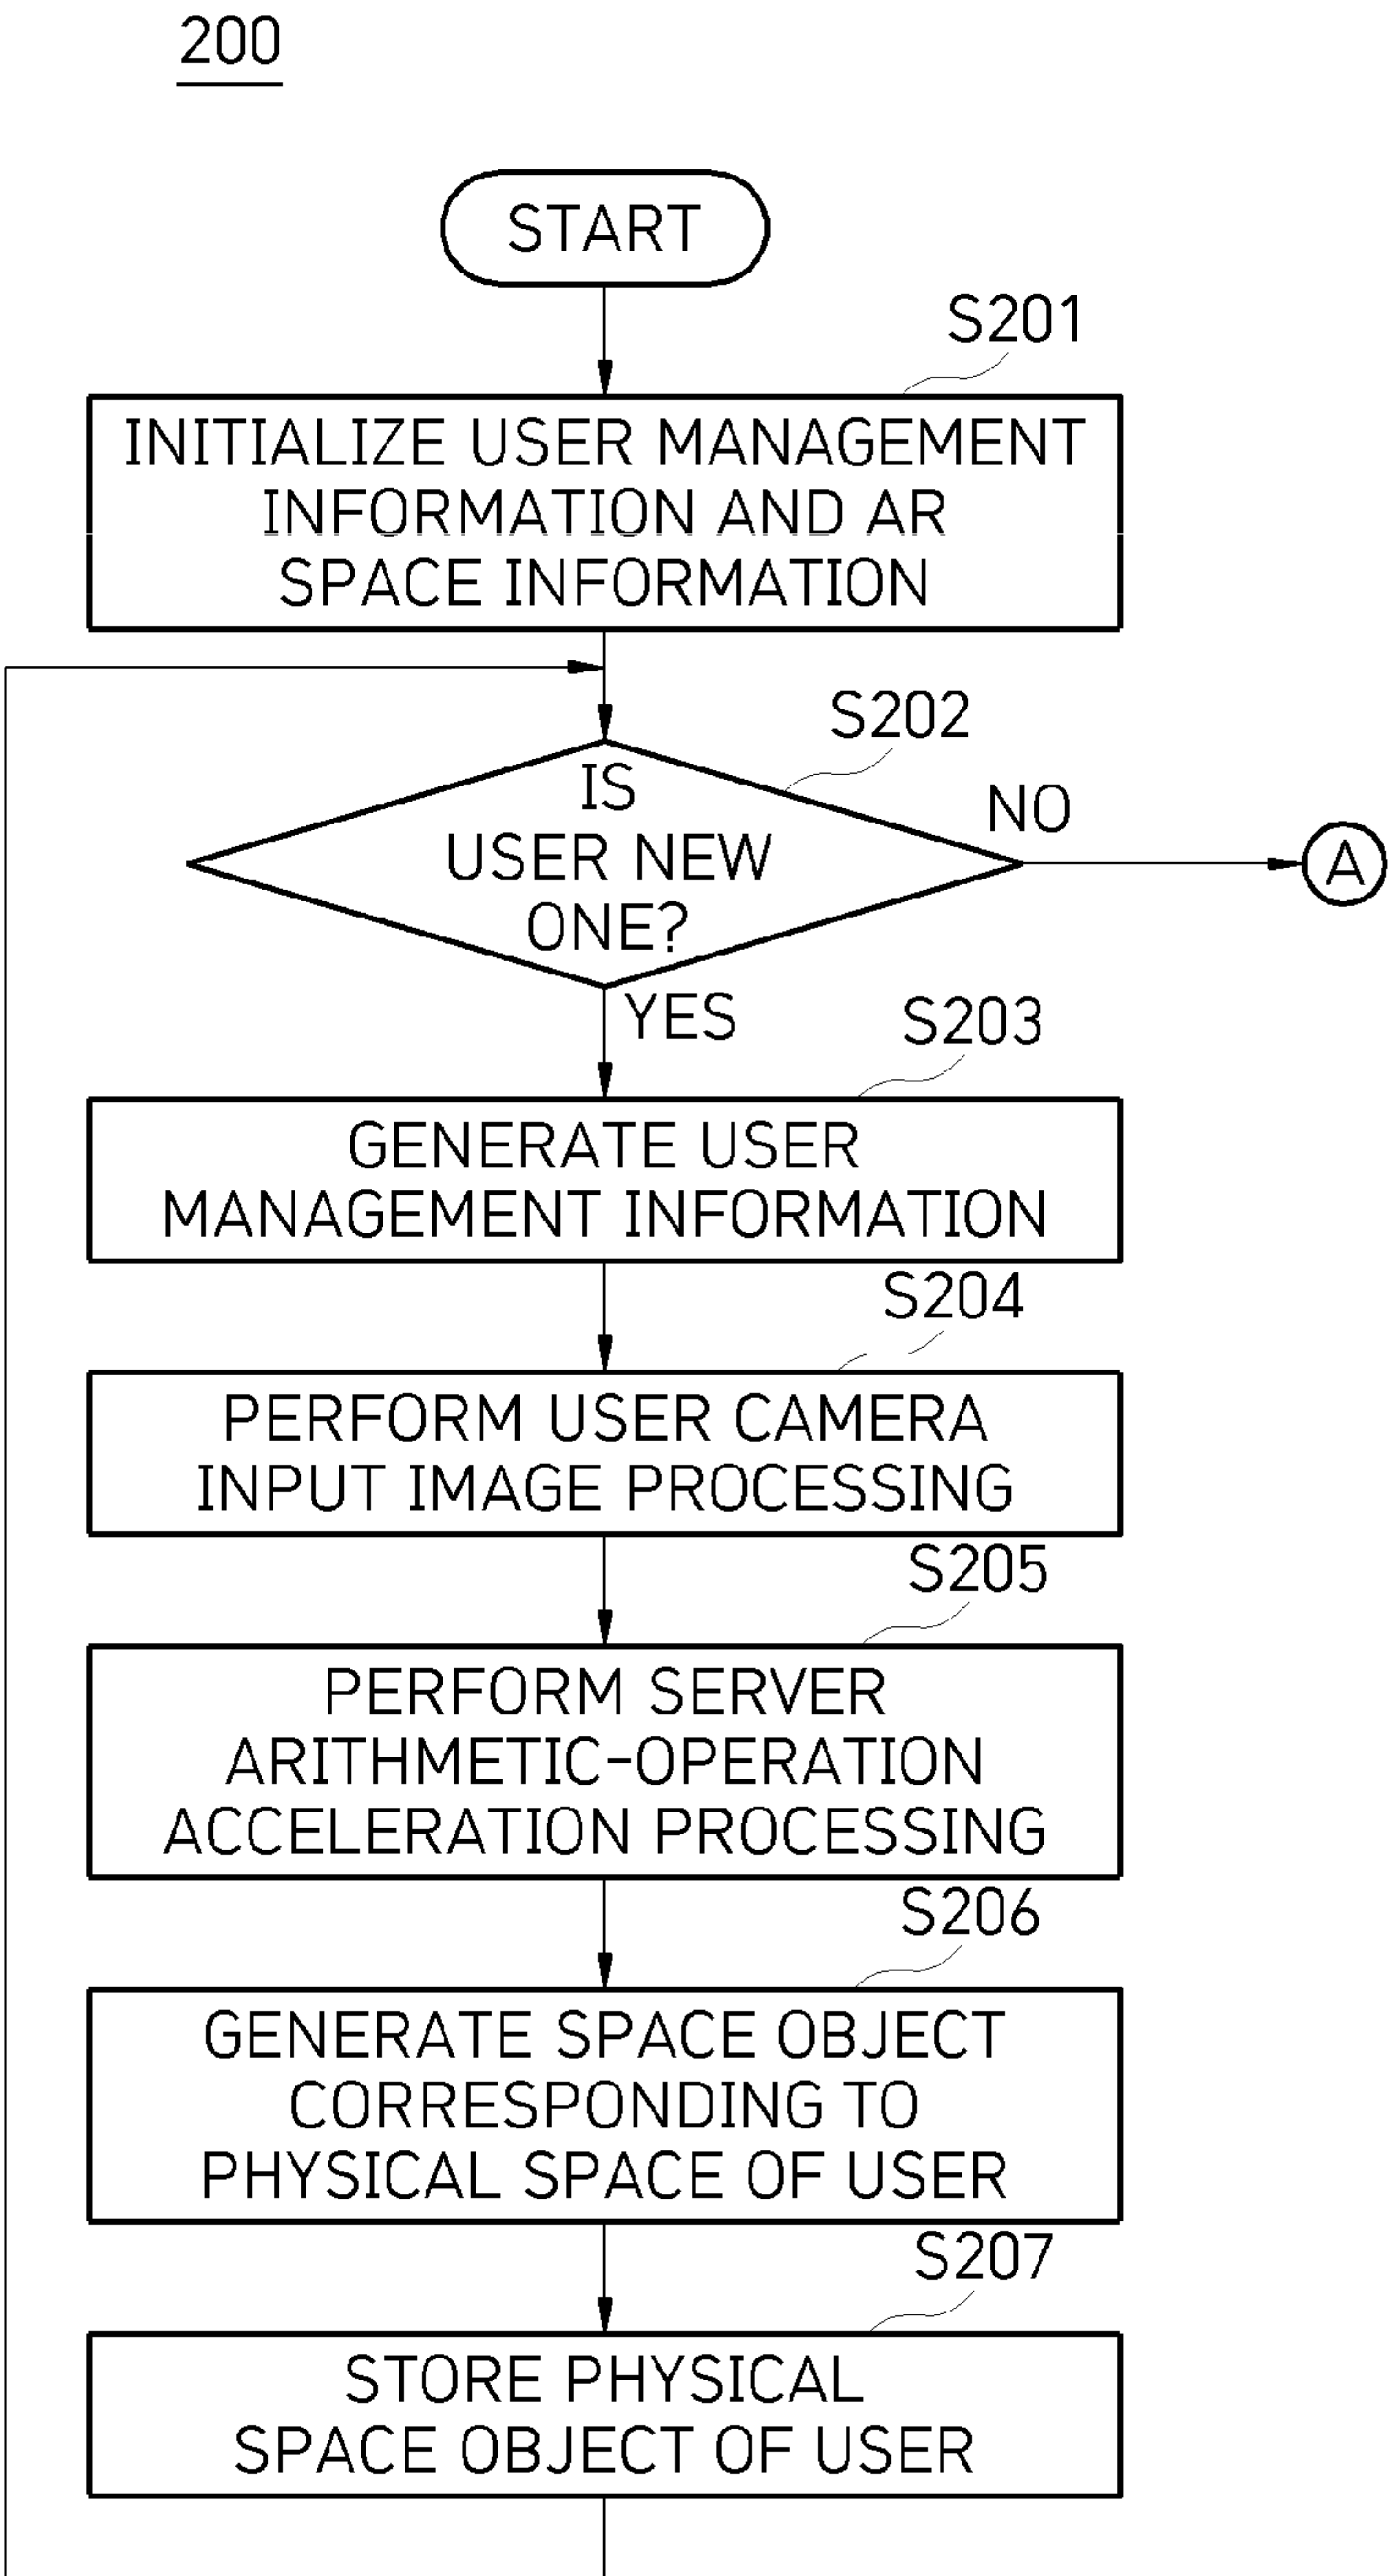 200
START
S201
INITIALIZE USER MANAGEMENT
INFORMATION AND AR
SPACE INFORMATION
S202
IS
USER NEW
ONE?
NO
A
YES
S203
GENERATE USER
MANAGEMENT INFORMATION
S204
PERFORM USER CAMERA
INPUT IMAGE PROCESSING
S205
PERFORM SERVER
ARITHMETIC-OPERATION
ACCELERATION PROCESSING
S206
GENERATE SPACE OBJECT
CORRESPONDING TO
PHYSICAL SPACE OF USER
S207
STORE PHYSICAL
SPACE OBJECT OF USER